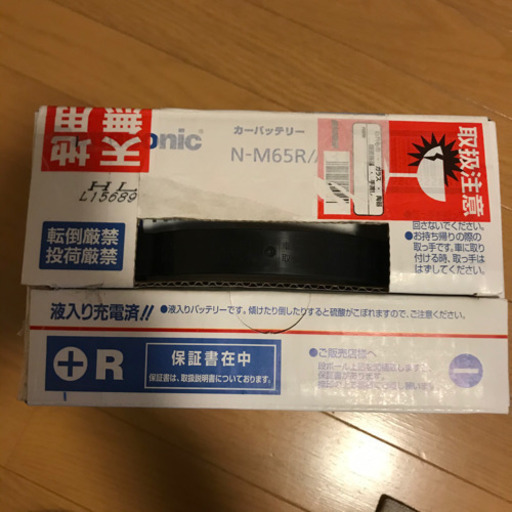 天地無用
onic
カーバッテリー
N-M65R/
取扱注意
HL
L15689
転倒厳禁
投荷厳禁
回さないでください。
●お持ち帰りの際の
取っ手です。車に取り
付ける時、取っ手は
はずしてください。
液入り充電済!!
●液入りバッテリーです。傾けたり倒したりすると硫酸がこぼれますので、ご注意ください。
R
保証書在中
保証書は、取扱説明書についております。
●ご販売店様へ